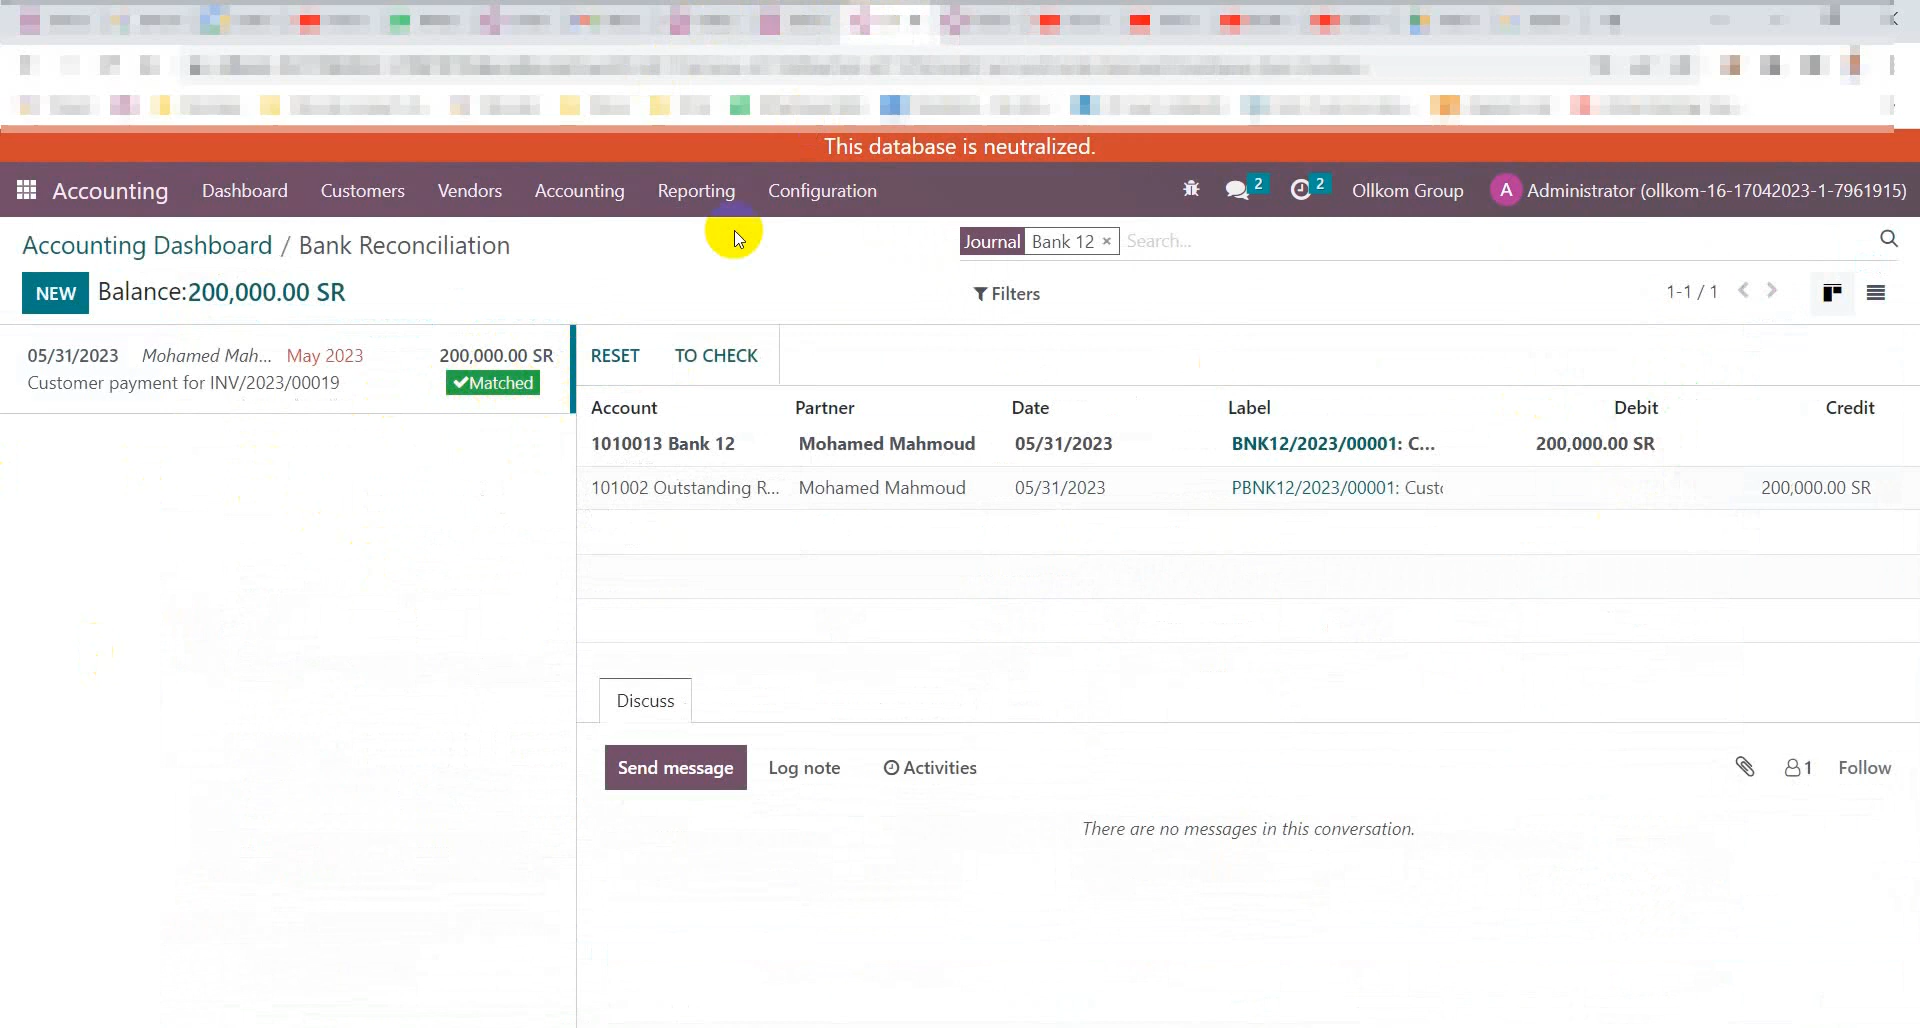 This database is neutralized.
Accounting Dashboard Customers Vendors Accounting Reporting Configuration 2 2 Ollkom Group A Administrator (ollkom-16-17042023-1-7961915)
Accounting Dashboard / Bank Reconciliation
Journal Bank 12 × Search...
NEW Balance:200,000.00 SR
Filters 1-1 / 1
05/31/2023 Mohamed Mah... May 2023 200,000.00 SR
Customer payment for INV/2023/00019 Matched
RESET TO CHECK
Account Partner Date Label Debit Credit
1010013 Bank 12 Mohamed Mahmoud 05/31/2023 BNK12/2023/00001: C... 200,000.00 SR
101002 Outstanding R... Mohamed Mahmoud 05/31/2023 PBNK12/2023/00001: Custo 200,000.00 SR
Discuss
Send message Log note Activities 1 Follow
There are no messages in this conversation.